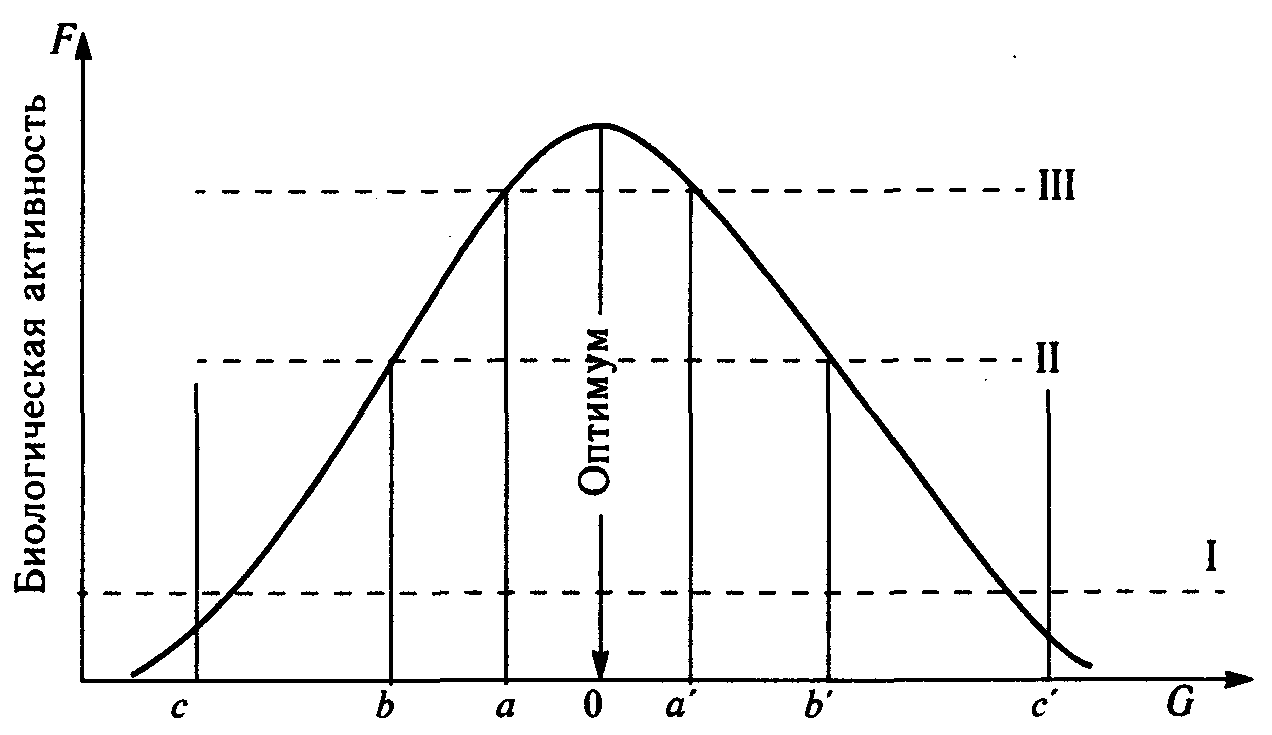 F
Биологическая активность
III
II
Оптимум
I
c b a 0 a′ b′ c′ G